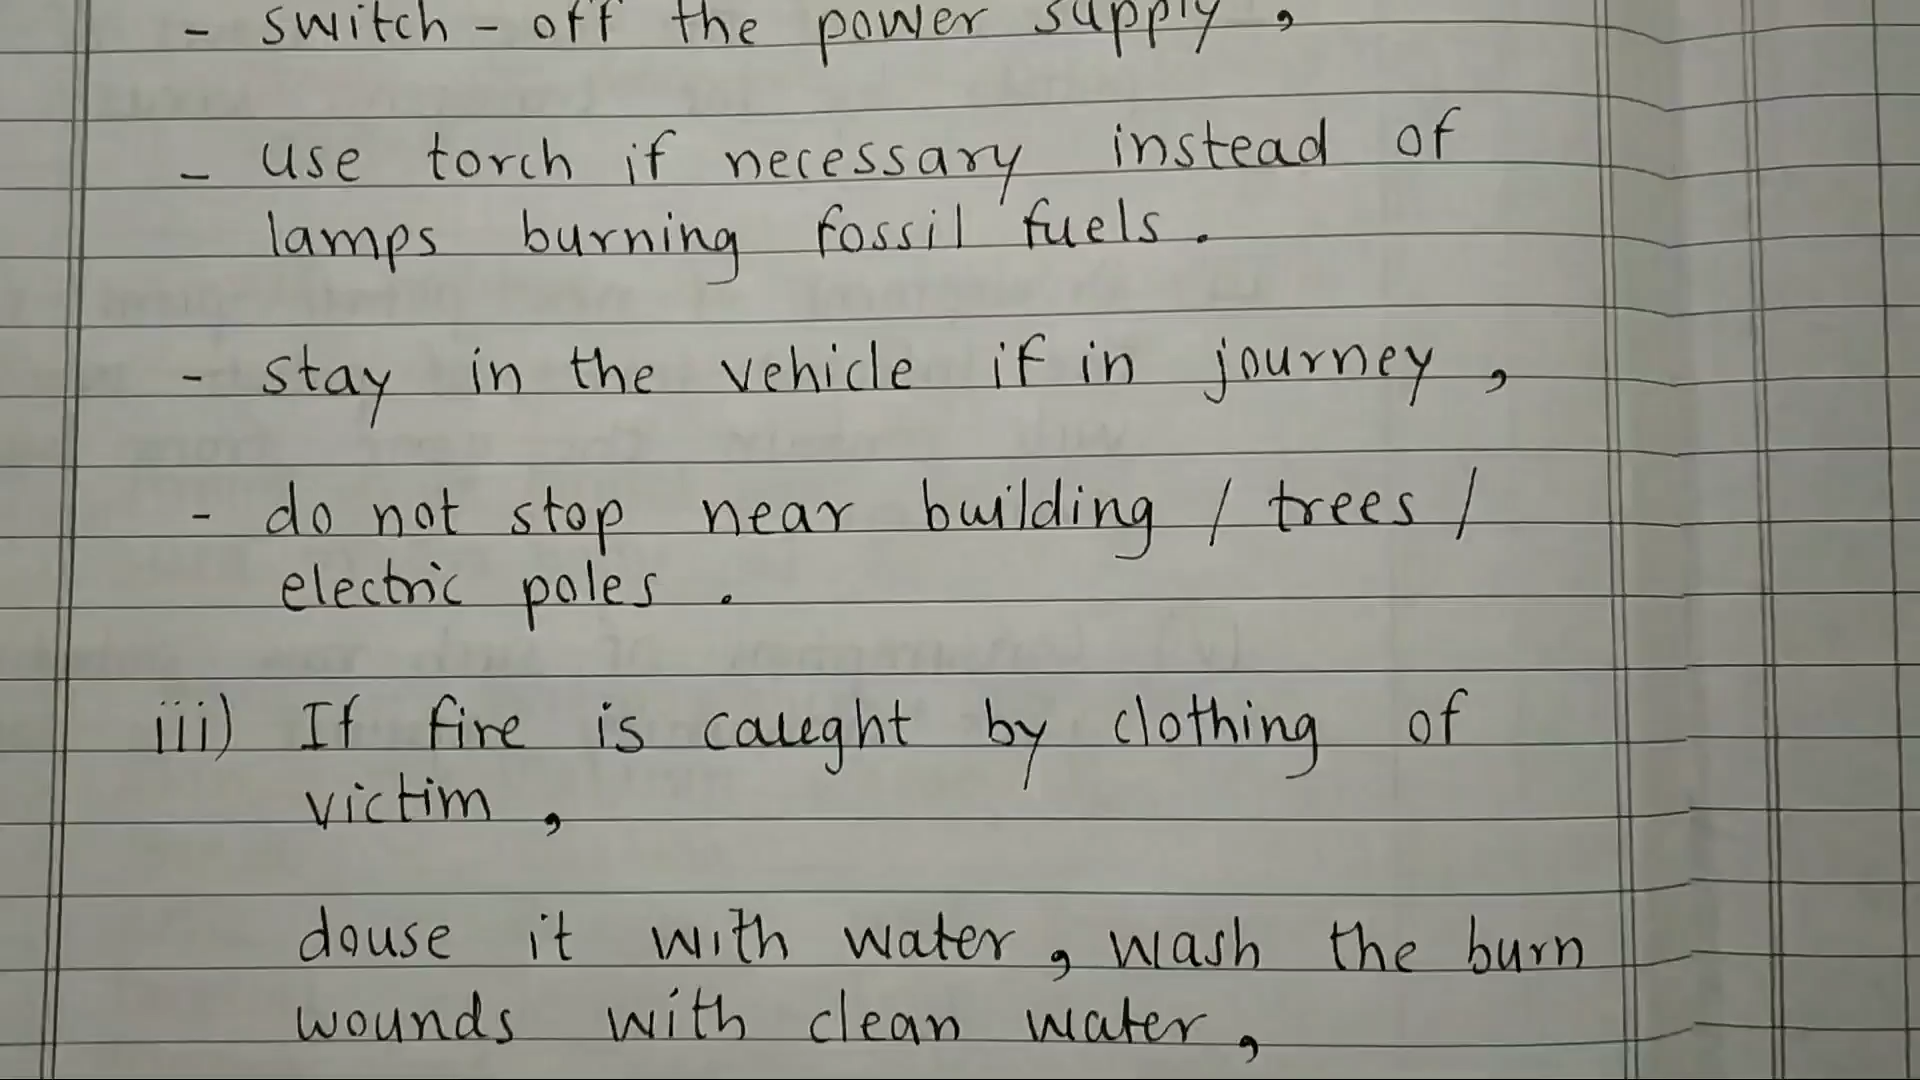 - switch - off the power supply,
- use torch if necessary instead of
lamps burning fossil fuels.
- stay in the vehicle if in journey,
- do not stop near building / trees /
electric poles.
iii) If fire is caught by clothing of
victim,
douse it with water, wash the burn
wounds with clean water,